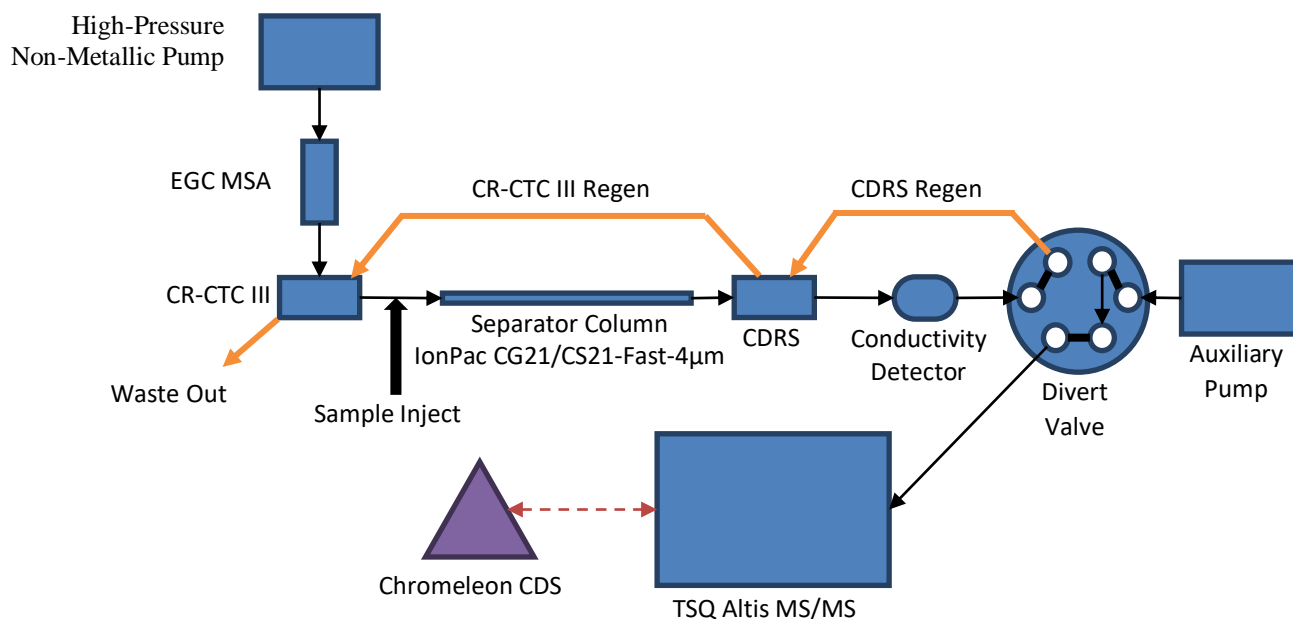 High-Pressure
Non-Metallic Pump
EGC MSA
CR-CTC III Regen
CDRS Regen
CR-CTC III
Separator Column
IonPac CG21/CS21-Fast-4µm
CDRS
Conductivity
Detector
Divert
Valve
Auxiliary
Pump
Waste Out
Sample Inject
Chromeleon CDS
TSQ Altis MS/MS